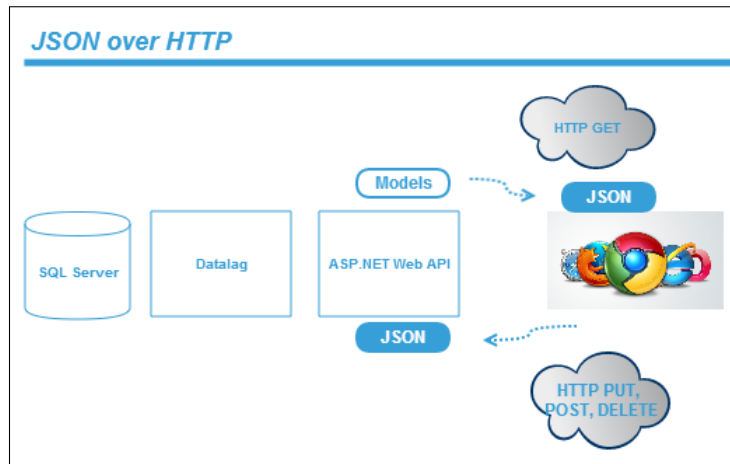 JSON over HTTP
HTTP GET
Models
JSON
SQL Server
Datalag
ASP.NET Web API
JSON
HTTP PUT,
POST, DELETE